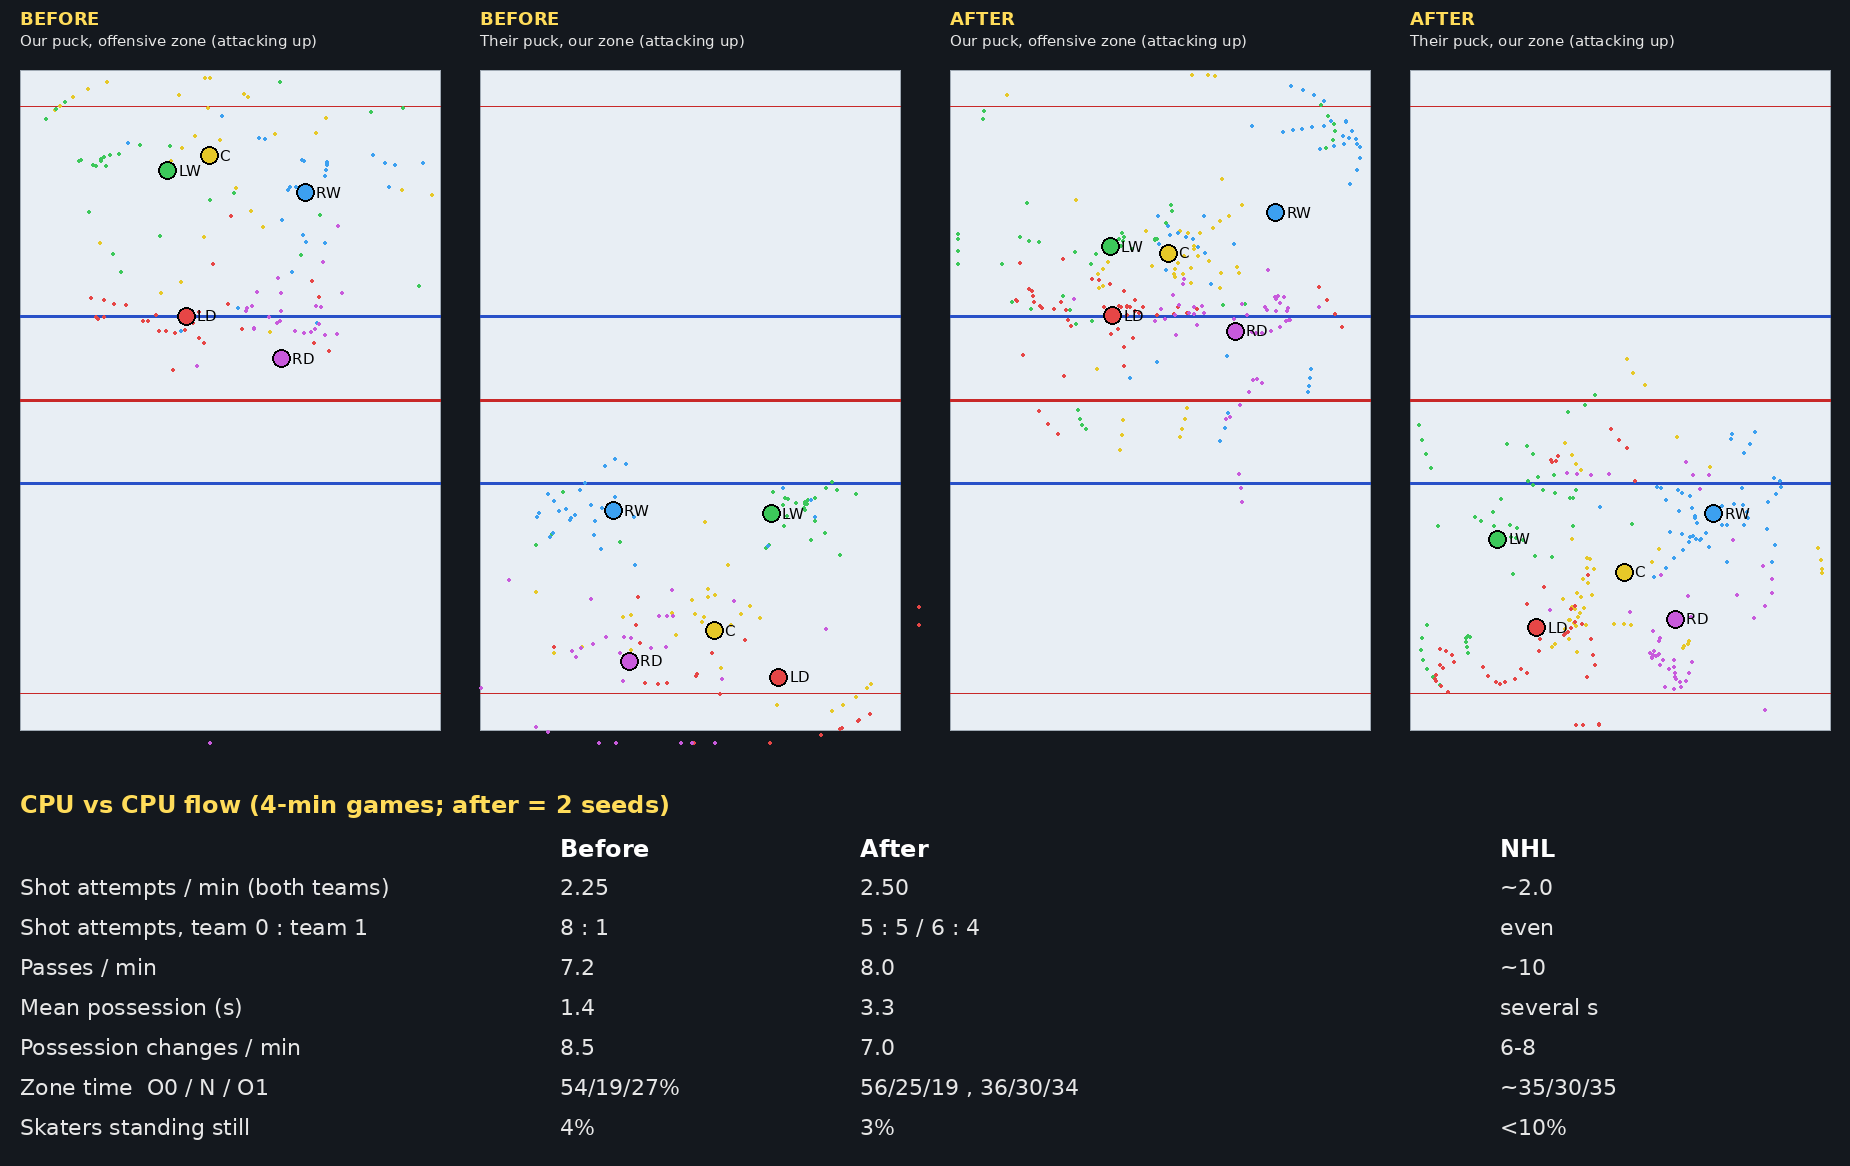 BEFORE
Our puck, offensive zone (attacking up)
BEFORE
Their puck, our zone (attacking up)
AFTER
Our puck, offensive zone (attacking up)
AFTER
Their puck, our zone (attacking up)
C
LW
RW
LD
RD
RW
LW
C
RD
LD
RW
LW
C
LD
RD
RW
LW
C
RD
LD
CPU vs CPU flow (4-min games; after = 2 seeds)
Before After NHL
Shot attempts / min (both teams) 2.25 2.50 ~2.0
Shot attempts, team 0 : team 1 8 : 1 5 : 5 / 6 : 4 even
Passes / min 7.2 8.0 ~10
Mean possession (s) 1.4 3.3 several s
Possession changes / min 8.5 7.0 6-8
Zone time  O0 / N / O1 54/19/27% 56/25/19 , 36/30/34 ~35/30/35
Skaters standing still 4% 3% <10%